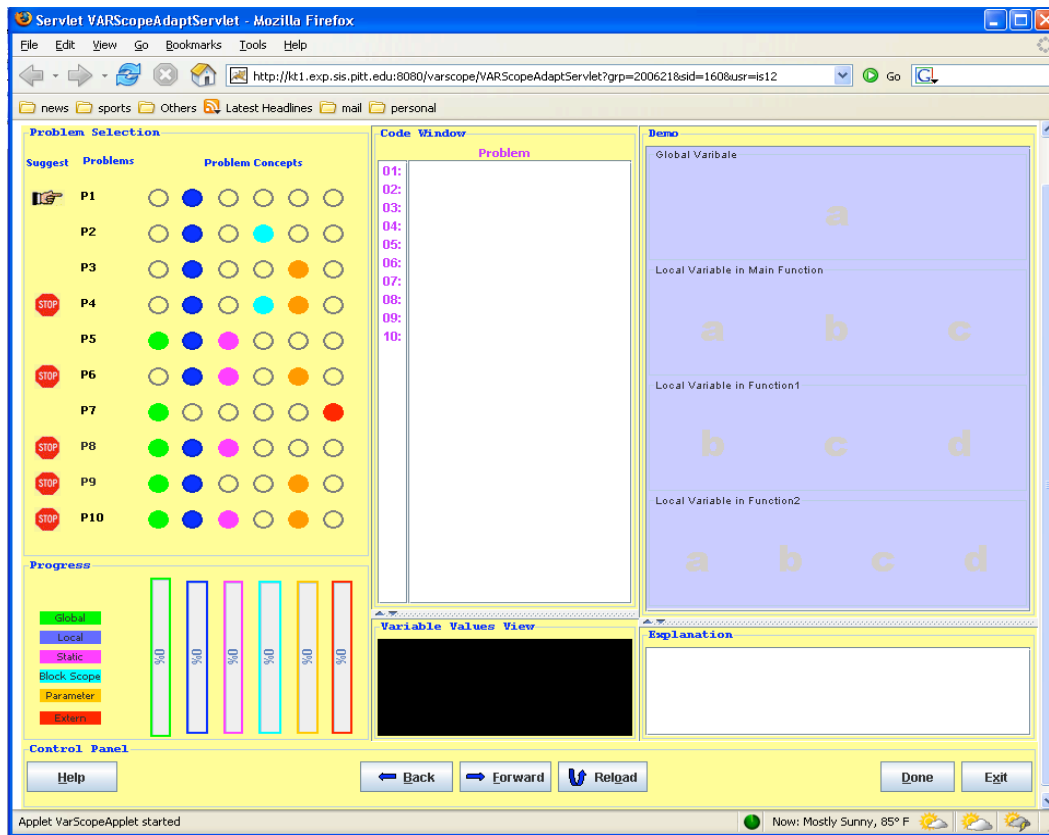 Servlet VARScopeAdaptServlet - Mozilla Firefox
File Edit View Go Bookmarks Tools Help
http://kt1.exp.sis.pitt.edu:8080/varscope/VARScopeAdaptServlet?grp=200621&sid=160&usr=is12 Go G
news sports Others Latest Headlines mail personal
Problem Selection
Suggest Problems Problem Concepts
P1
P2
P3
STOP P4
P5
STOP P6
P7
STOP P8
STOP P9
STOP P10
Progress
Global
Local
Static
Block Scope
Parameter
Extern
0% 0% 0% 0% 0% 0%
Code Window
Problem
01:
02:
03:
04:
05:
06:
07:
08:
09:
10:
Variable Values View
Demo
Global Varibale
a
Local Variable in Main Function
a b c
Local Variable in Function1
b c d
Local Variable in Function2
a b c d
Explanation
Control Panel
Help Back Forward Reload Done Exit
Applet VarScopeApplet started Now: Mostly Sunny, 85° F